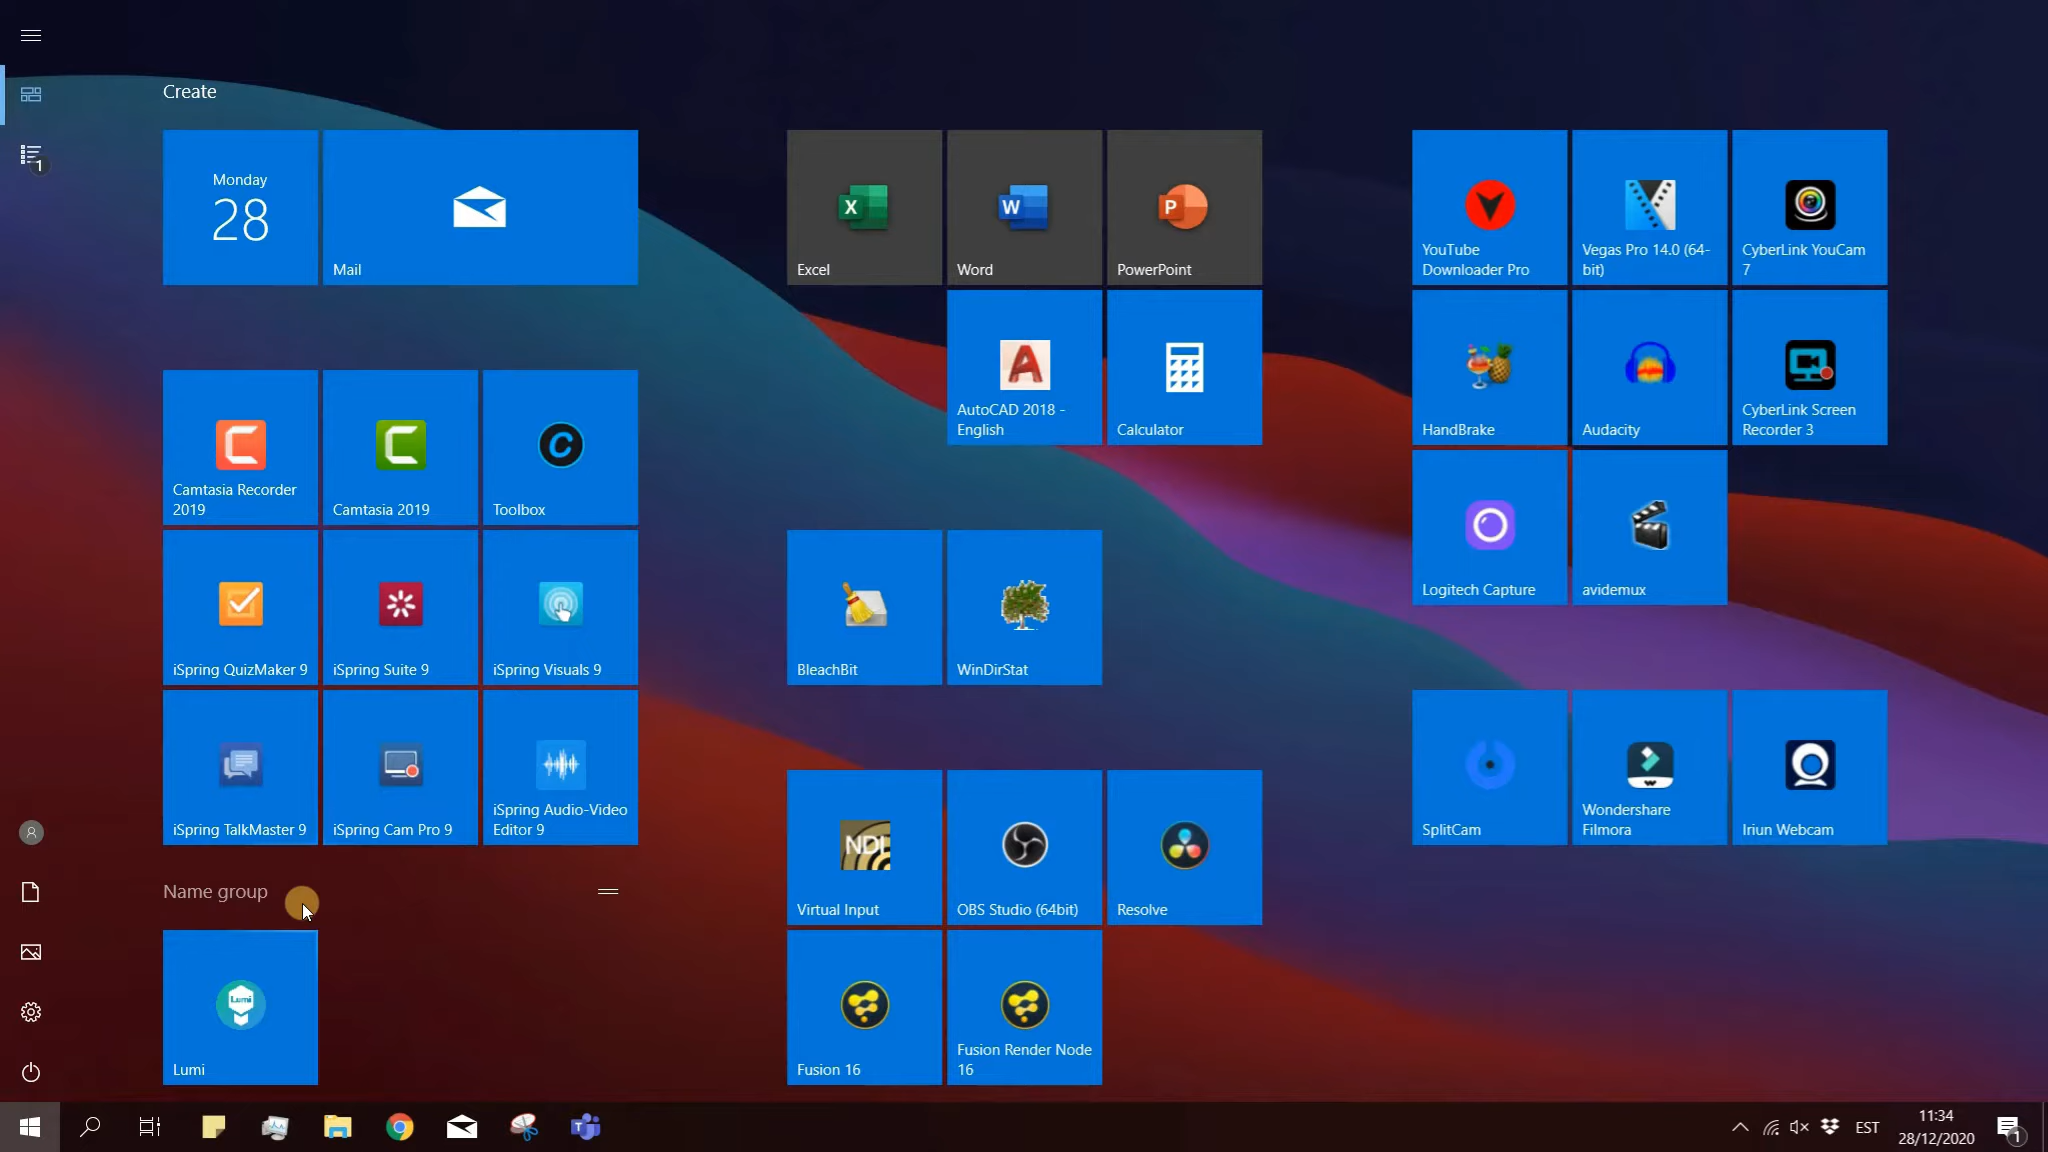 Create
1
Monday
28
Mail
Camtasia Recorder
2019
Camtasia 2019
C
Toolbox
iSpring QuizMaker 9
iSpring Suite 9
iSpring Visuals 9
iSpring TalkMaster 9
iSpring Cam Pro 9
iSpring Audio-Video
Editor 9
Name group
Lumi
Lumi
X
Excel
W
Word
P
PowerPoint
A
AutoCAD 2018 -
English
Calculator
BleachBit
WinDirStat
NDI
Virtual Input
OBS Studio (64bit)
Resolve
Fusion 16
Fusion Render Node
16
YouTube
Downloader Pro
Vegas Pro 14.0 (64-
bit)
CyberLink YouCam
7
HandBrake
Audacity
CyberLink Screen
Recorder 3
Logitech Capture
avidemux
SplitCam
Wondershare
Filmora
Iriun Webcam
T
EST
11:34
28/12/2020
1